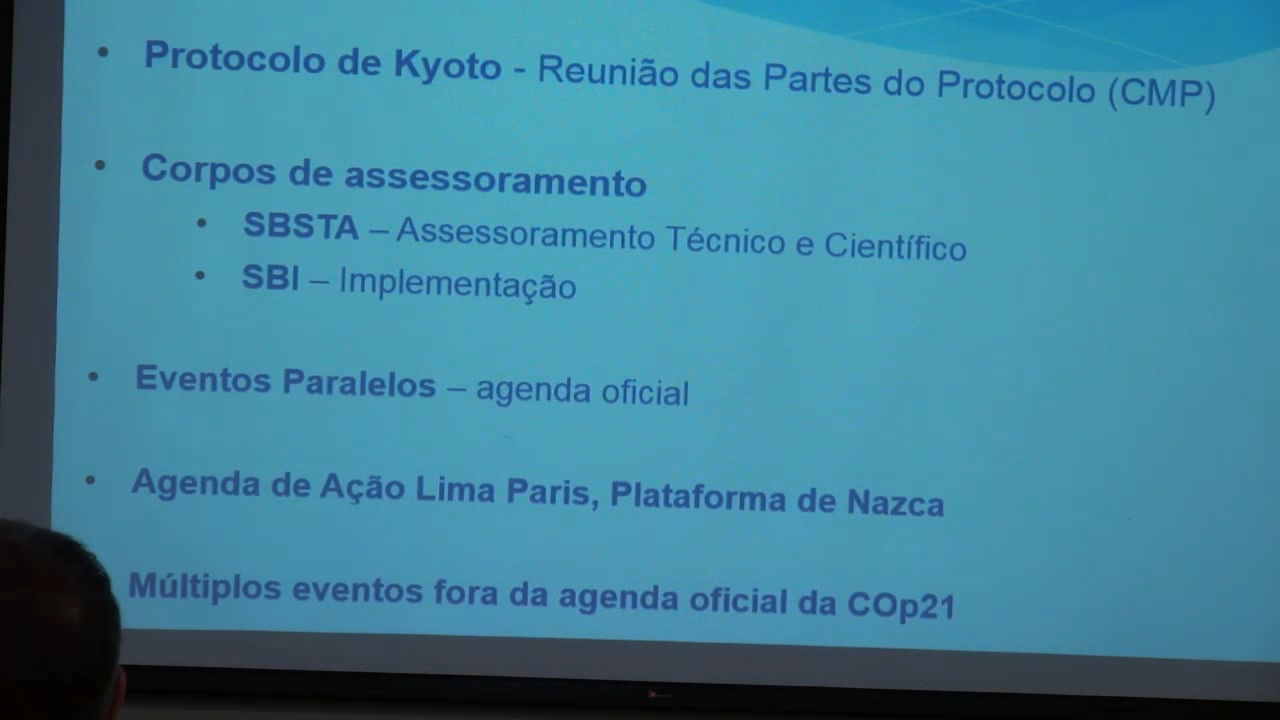 • Protocolo de Kyoto - Reunião das Partes do Protocolo (CMP)
• Corpos de assessoramento
• SBSTA – Assessoramento Técnico e Científico
• SBI – Implementação
• Eventos Paralelos – agenda oficial
• Agenda de Ação Lima Paris, Plataforma de Nazca
Múltiplos eventos fora da agenda oficial da COp21